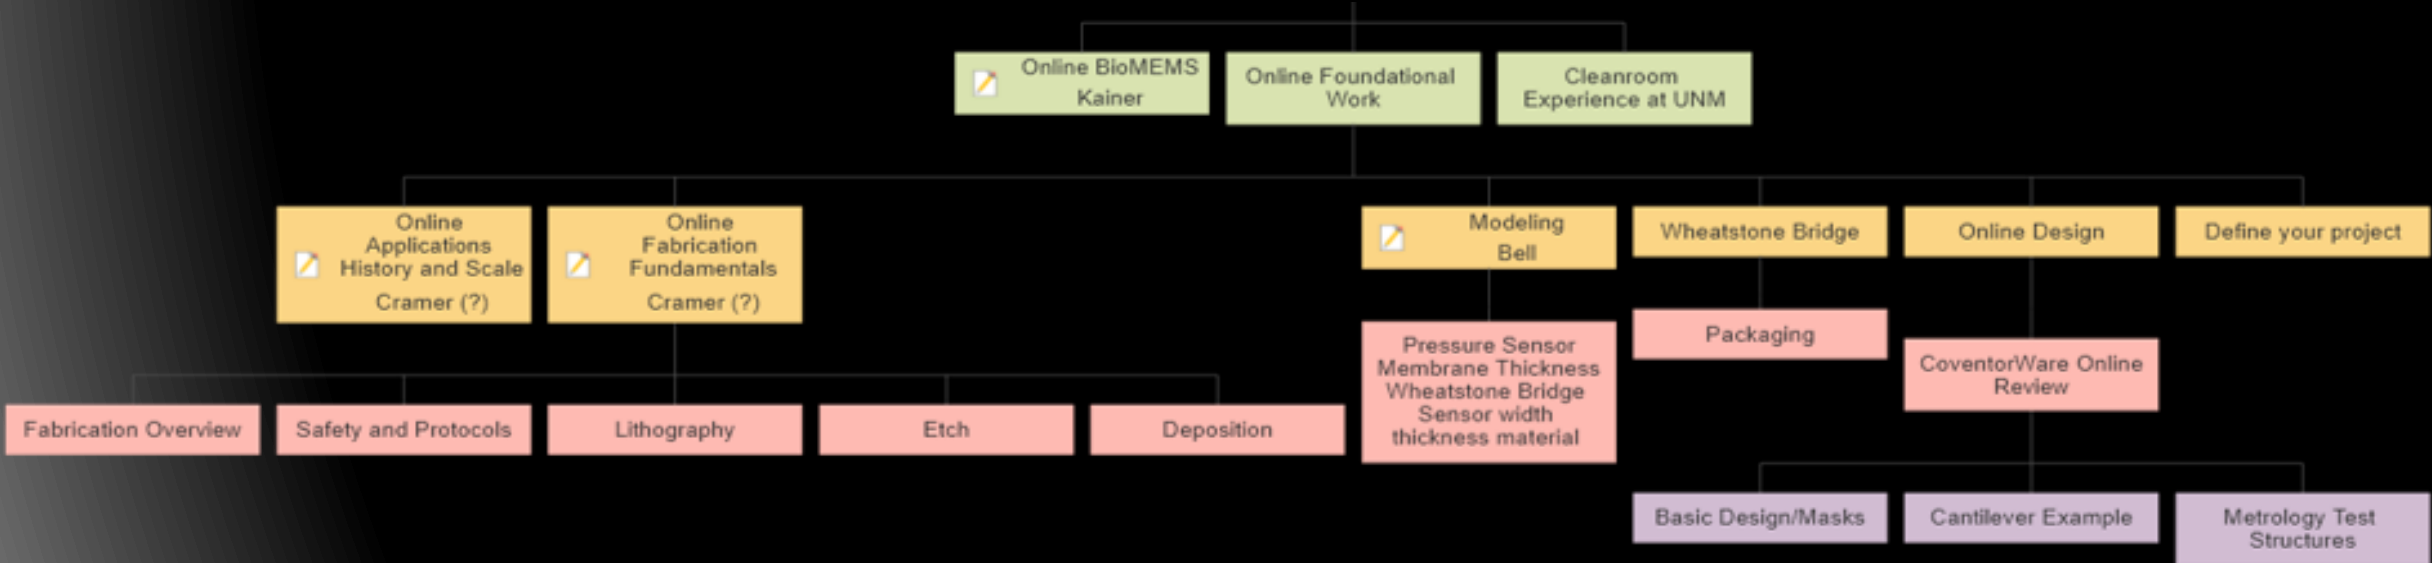 Online BioMEMS
Kainer
Online Foundational
Work
Cleanroom
Experience at UNM
Online
Applications
History and Scale
Cramer (?)
Online
Fabrication
Fundamentals
Cramer (?)
Modeling
Bell
Wheatstone Bridge
Online Design
Define your project
Pressure Sensor
Membrane Thickness
Wheatstone Bridge
Sensor width
thickness material
Packaging
CoventorWare Online
Review
Fabrication Overview
Safety and Protocols
Lithography
Etch
Deposition
Basic Design/Masks
Cantilever Example
Metrology Test
Structures